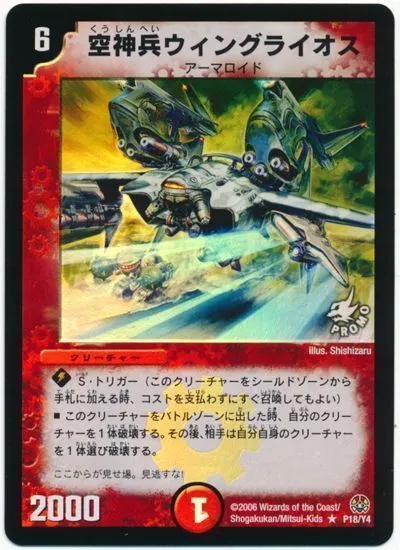 6
くうしんへい
空神兵ウィングライオス
アーマロイド
PROMO
illus. Shishizaru
クリーチャー
S・トリガー（このクリーチャーをシールドゾーンから
手札に加える時、コストを支払わずにすぐ召喚してもよい）
■ このクリーチャーをバトルゾーンに出した時、自分のクリー
チャーを1体破壊する。その後、相手は自分自身のクリーチャー
を1体選び破壊する。
ここからが見せ場。見逃すな！
2000
1
©2006 Wizards of the Coast/
Shogakukan/Mitsui-Kids ★ P18/Y4